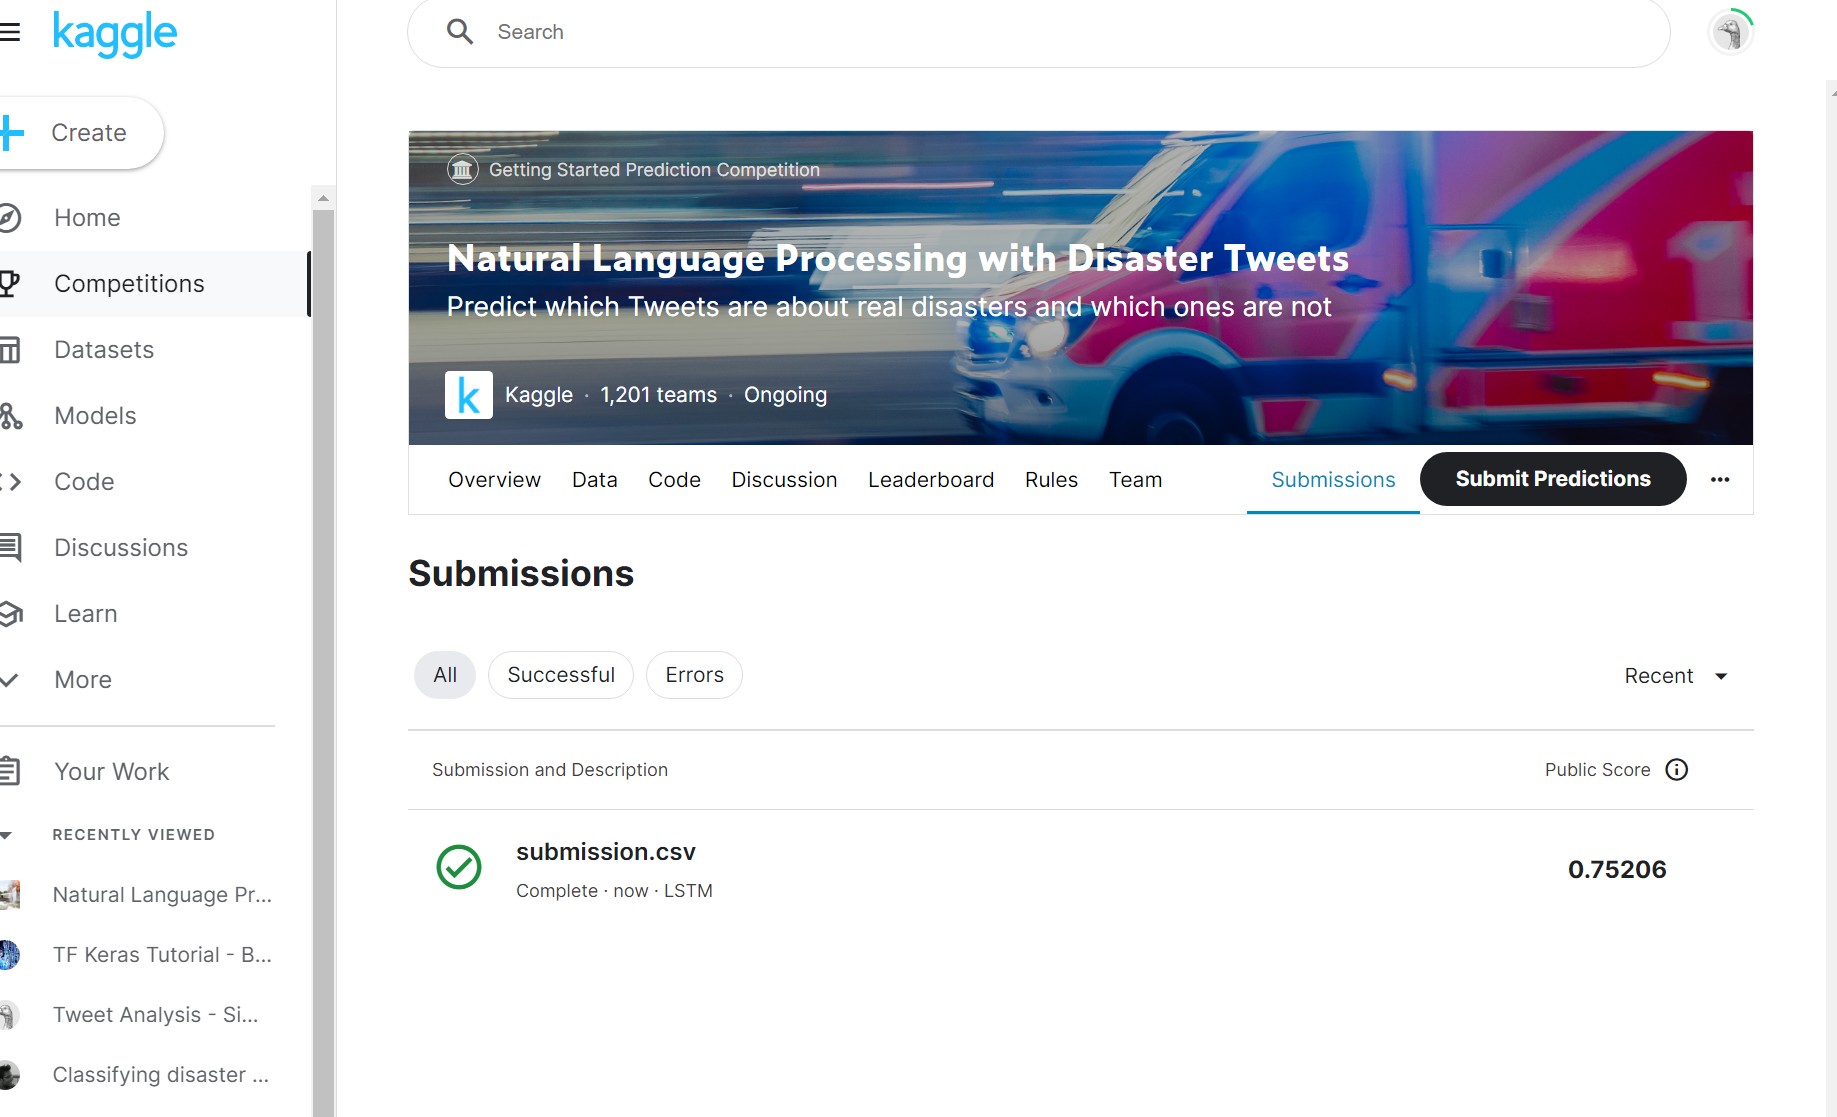 kaggle
Search
Create
Home
Competitions
Datasets
Models
Code
Discussions
Learn
More
Your Work
RECENTLY VIEWED
Natural Language Pr...
TF Keras Tutorial - B...
Tweet Analysis - Si...
Classifying disaster ...
Getting Started Prediction Competition
Natural Language Processing with Disaster Tweets
Predict which Tweets are about real disasters and which ones are not
k Kaggle · 1,201 teams · Ongoing
Overview Data Code Discussion Leaderboard Rules Team Submissions Submit Predictions ...
Submissions
All Successful Errors Recent
Submission and Description Public Score
submission.csv 0.75206
Complete · now · LSTM